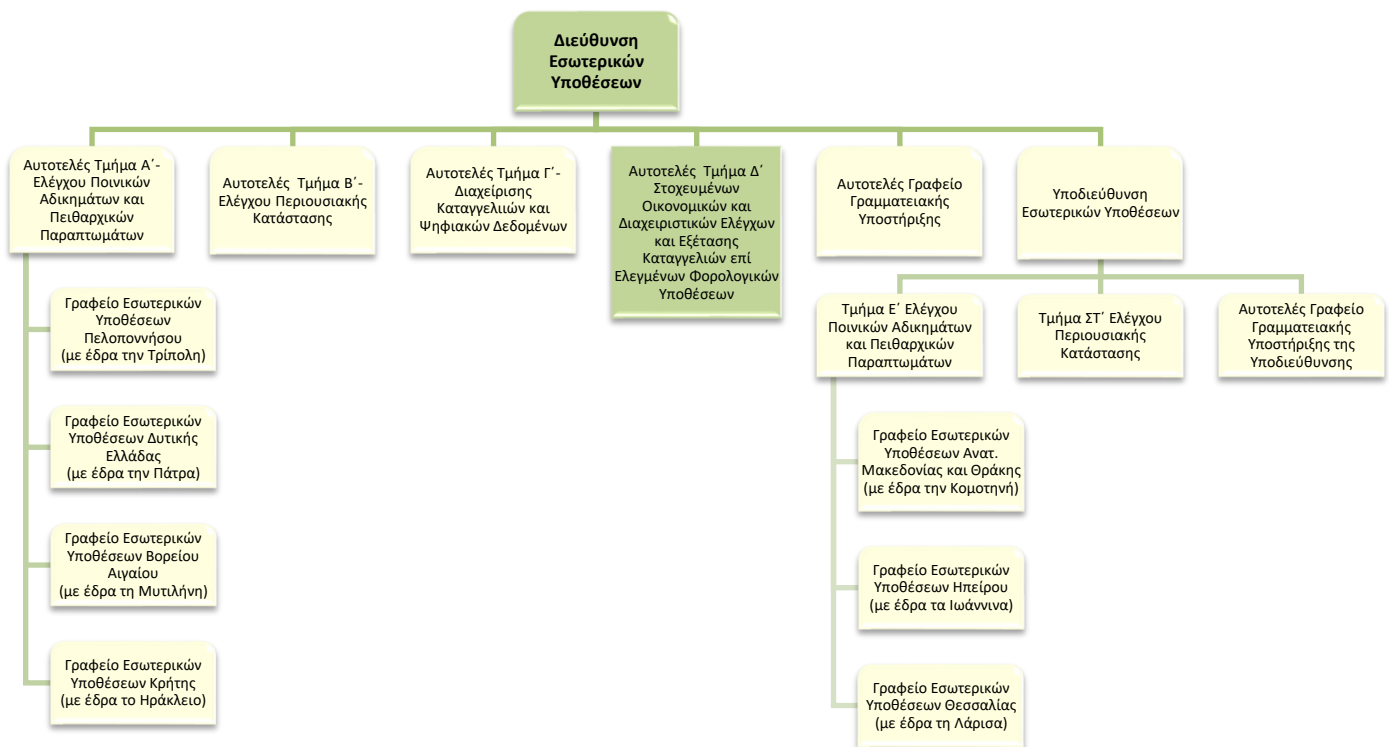 Διεύθυνση
Εσωτερικών
Υποθέσεων
Αυτοτελές Τμήμα Α΄-
Ελέγχου Ποινικών
Αδικημάτων και
Πειθαρχικών
Παραπτωμάτων
Αυτοτελές Τμήμα Β΄-
Ελέγχου Περιουσιακής
Κατάστασης
Αυτοτελές Τμήμα Γ΄-
Διαχείρισης
Καταγγελιιών και
Ψηφιακών Δεδομένων
Αυτοτελές Τμήμα Δ΄
Στοχευμένων
Οικονομικών και
Διαχειριστικών Ελέγχων
και Εξέτασης
Καταγγελιών επί
Ελεγμένων Φορολογικών
Υποθέσεων
Αυτοτελές Γραφείο
Γραμματειακής
Υποστήριξης
Υποδιεύθυνση
Εσωτερικών Υποθέσεων
Γραφείο Εσωτερικών
Υποθέσεων
Πελοποννήσου
(με έδρα την Τρίπολη)
Γραφείο Εσωτερικών
Υποθέσεων Δυτικής
Ελλάδας
(με έδρα την Πάτρα)
Γραφείο Εσωτερικών
Υποθέσεων Βορείου
Αιγαίου
(με έδρα τη Μυτιλήνη)
Γραφείο Εσωτερικών
Υποθέσεων Κρήτης
(με έδρα το Ηράκλειο)
Τμήμα Ε΄ Ελέγχου
Ποινικών Αδικημάτων
και Πειθαρχικών
Παραπτωμάτων
Τμήμα ΣΤ΄ Ελέγχου
Περιουσιακής
Κατάστασης
Αυτοτελές Γραφείο
Γραμματειακής
Υποστήριξης της
Υποδιεύθυνσης
Γραφείο Εσωτερικών
Υποθέσεων Ανατ.
Μακεδονίας και Θράκης
(με έδρα την Κομοτηνή)
Γραφείο Εσωτερικών
Υποθέσεων Ηπείρου
(με έδρα τα Ιωάννινα)
Γραφείο Εσωτερικών
Υποθέσεων Θεσσαλίας
(με έδρα τη Λάρισα)